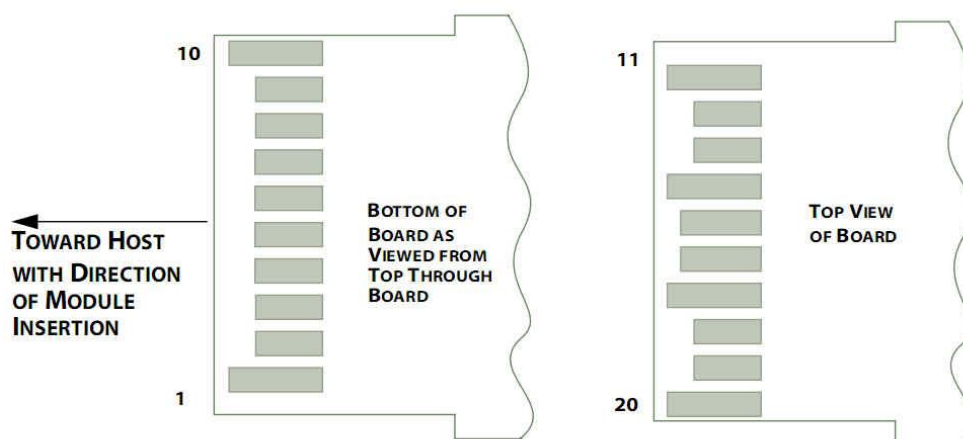 10
1
TOWARD HOST
WITH DIRECTION
OF MODULE
INSERTION
BOTTOM OF
BOARD AS
VIEWED FROM
TOP THROUGH
BOARD
11
20
TOP VIEW
OF BOARD